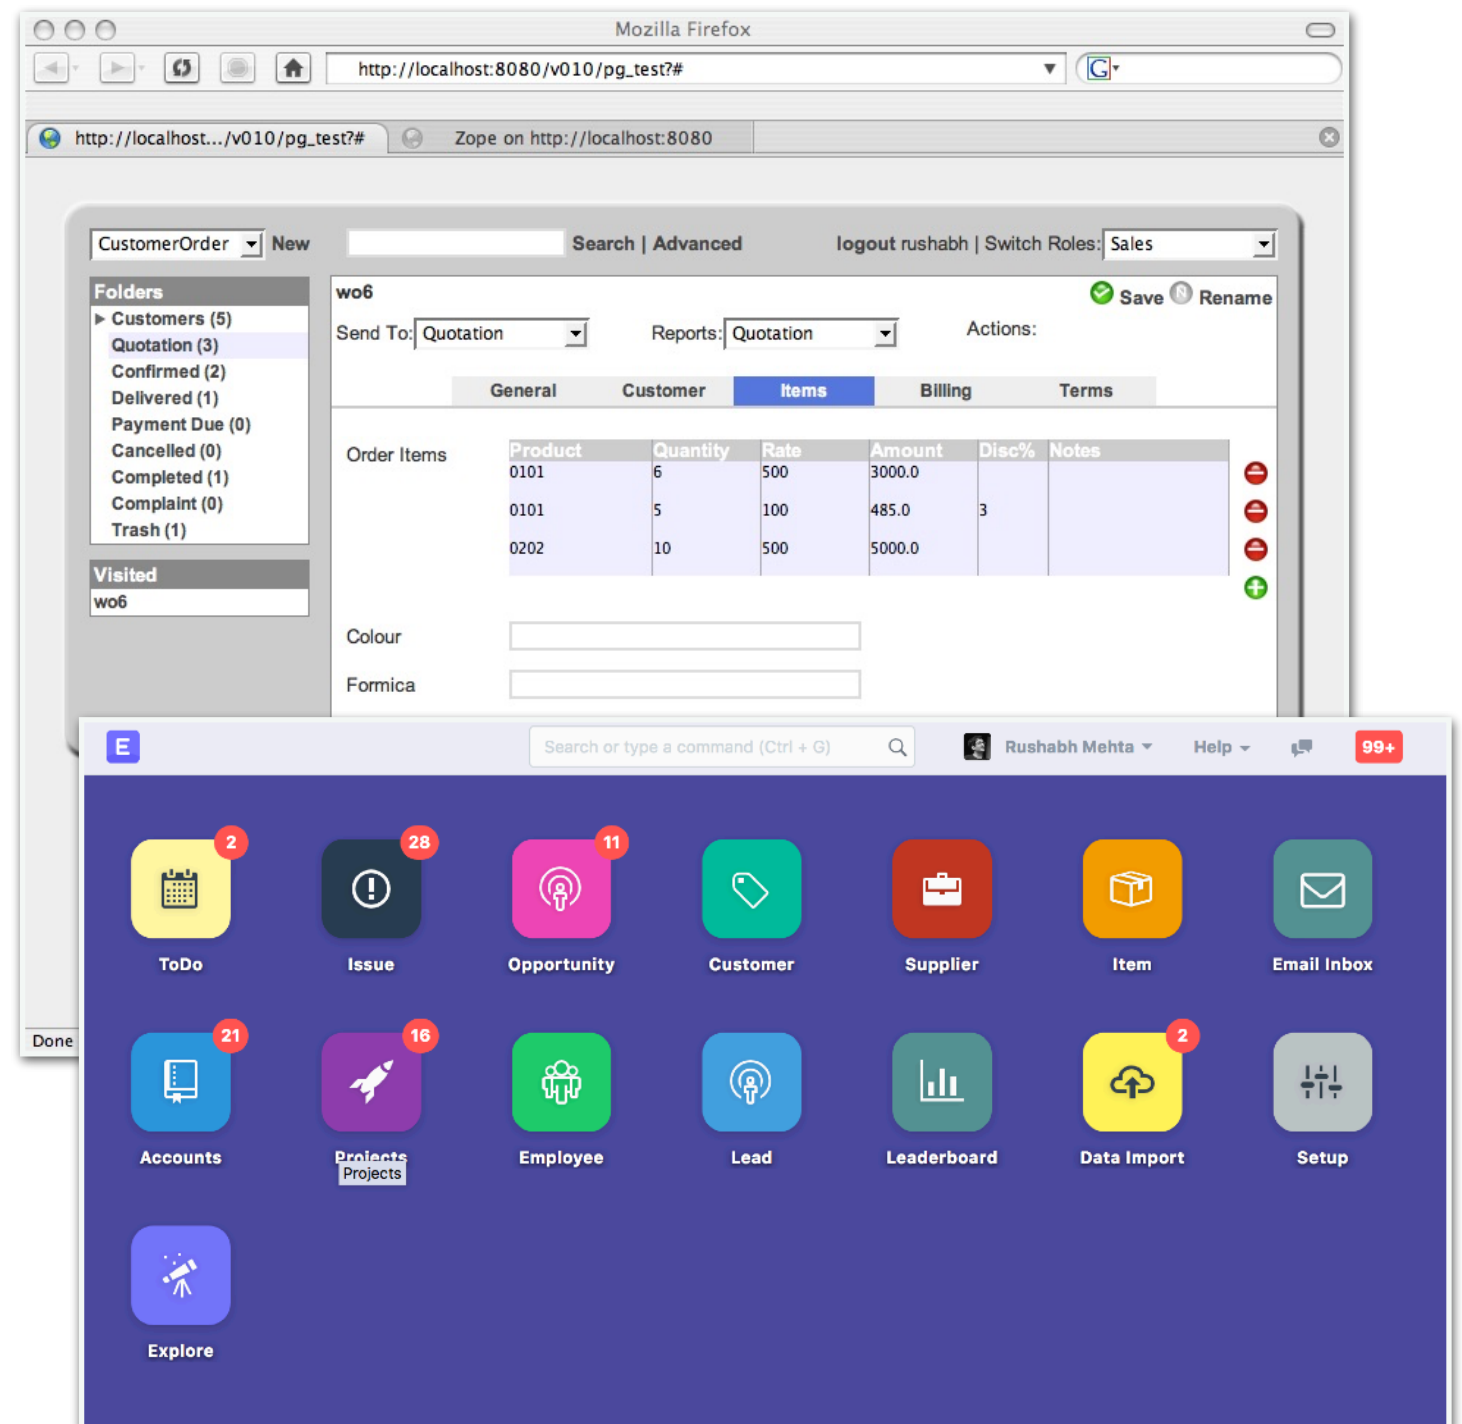 Mozilla Firefox
http://localhost:8080/v010/pg_test?#
G
http://localhost.../v010/pg_test?#
Zope on http://localhost:8080
CustomerOrder New Search | Advanced logout rushabh | Switch Roles: Sales
Folders
Customers (5)
Quotation (3)
Confirmed (2)
Delivered (1)
Payment Due (0)
Cancelled (0)
Completed (1)
Complaint (0)
Trash (1)
Visited
wo6
wo6 Save N Rename
Send To: Quotation Reports: Quotation Actions:
General Customer Items Billing Terms
Order Items Product Quantity Rate Amount Disc% Notes
0101 6 500 3000.0
0101 5 100 485.0 3
0202 10 500 5000.0
Colour
Formica
Done
E Search or type a command (Ctrl + G) Rushabh Mehta Help 99+
2 28 11
ToDo Issue Opportunity Customer Supplier Item Email Inbox
21 16 2
Accounts Projects Employee Lead Leaderboard Data Import Setup
Projects
Explore